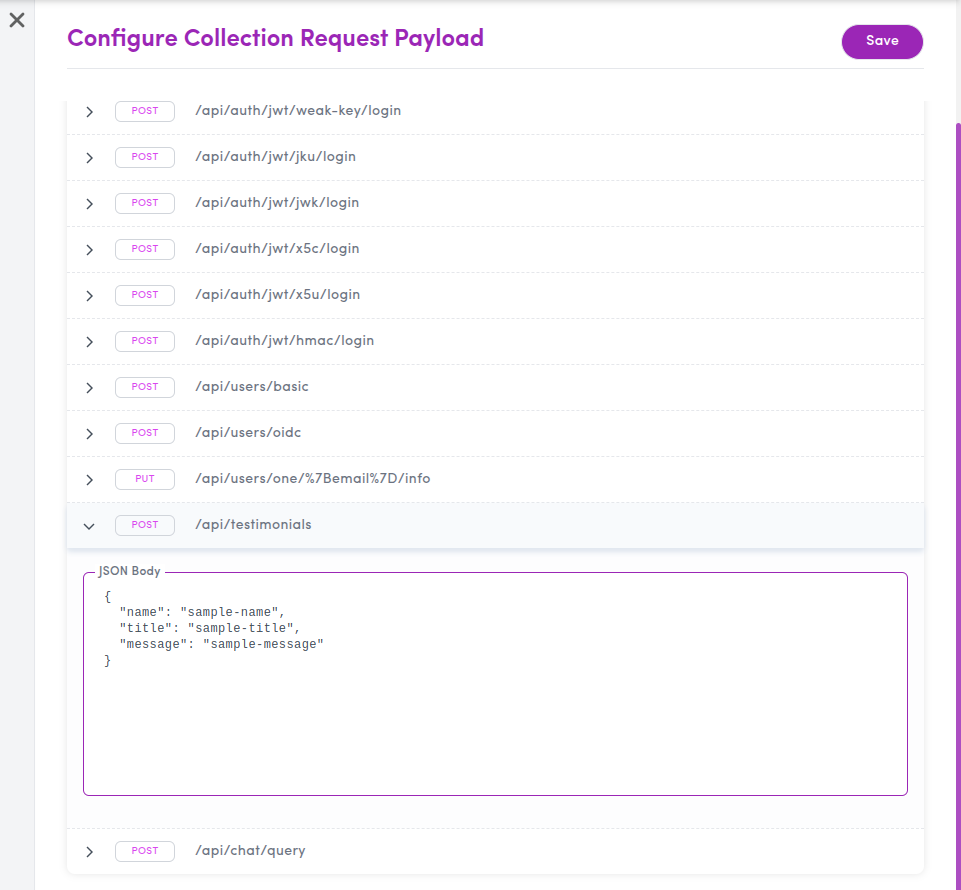 Configure Collection Request Payload
Save
POST /api/auth/jwt/weak-key/login
POST /api/auth/jwt/jku/login
POST /api/auth/jwt/jwk/login
POST /api/auth/jwt/x5c/login
POST /api/auth/jwt/x5u/login
POST /api/auth/jwt/hmac/login
POST /api/users/basic
POST /api/users/oidc
PUT /api/users/one/%7Bemail%7D/info
POST /api/testimonials
JSON Body
{
  "name": "sample-name",
  "title": "sample-title",
  "message": "sample-message"
}
POST /api/chat/query